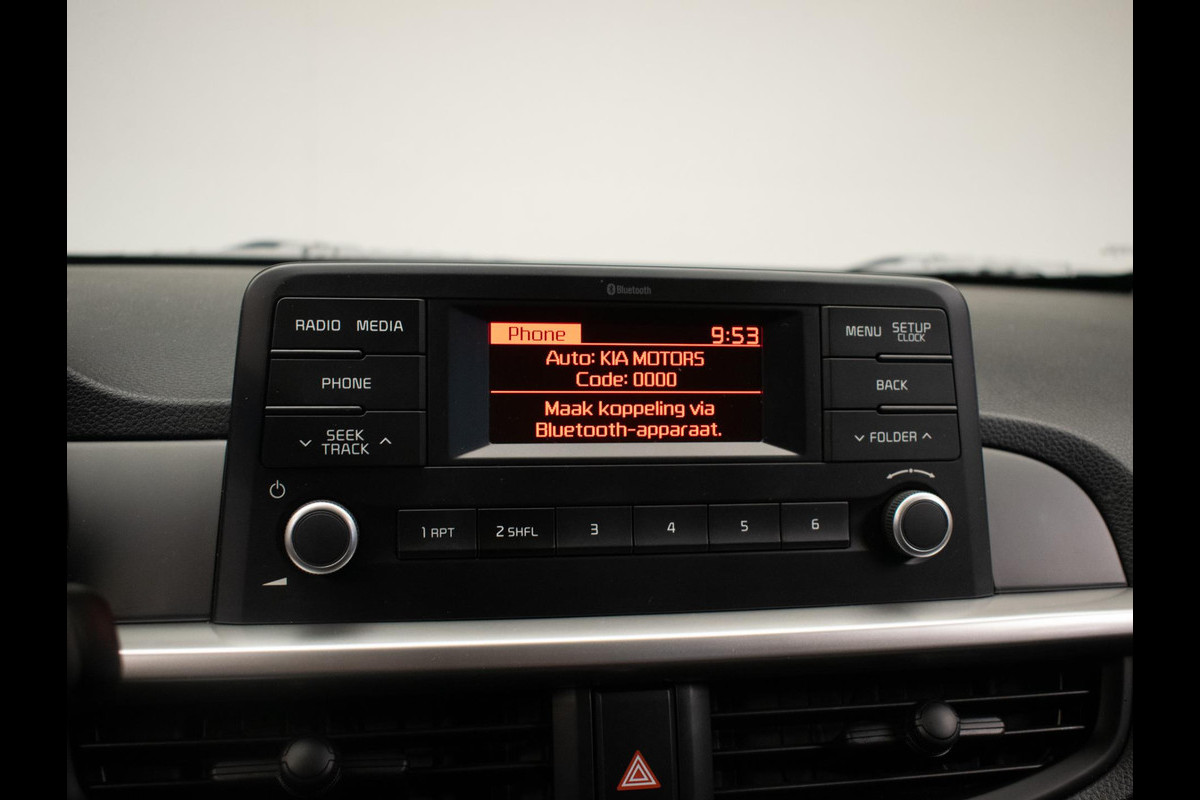 Bluetooth
RADIO MEDIA
PHONE
SEEK
TRACK
Phone 9:53
Auto: KIA MOTORS
Code: 0000
Maak koppeling via
Bluetooth-apparaat.
MENU SETUP
CLOCK
BACK
FOLDER
1 RPT 2 SHFL 3 4 5 6